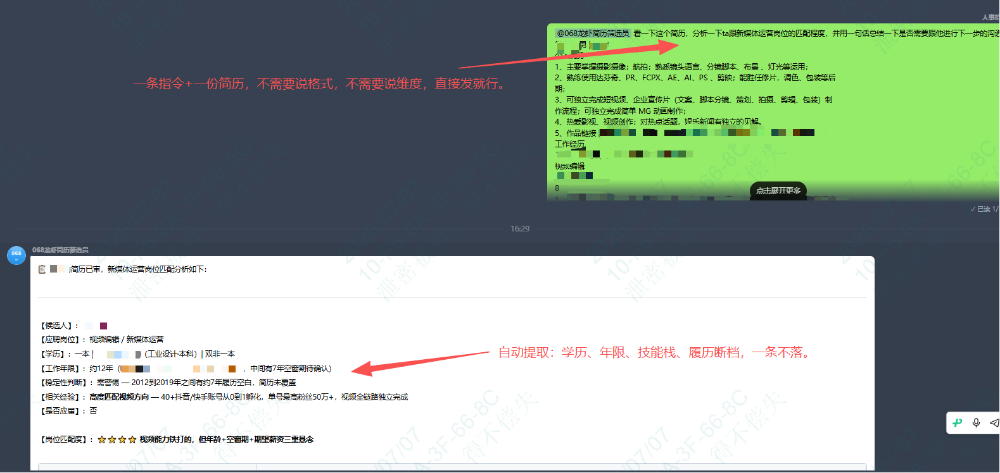 人事招
@068龙虾简历筛选员 看一下这个简历，分析一下ta跟新媒体运营岗位的匹配程度，并用一句话总结一下是否需要跟他进行下一步的沟通
男
1、主要掌握摄影摄像；航拍；熟悉镜头语言、分镜脚本、布景 、灯光等运用；
2、熟练使用达芬奇、PR、FCPX、AE、AI、PS 、剪映；能胜任修片，调色、包装等后
期；
3、可独立完成短视频、企业宣传片（文案、脚本分镜、策划、拍摄、剪辑、包装）制
作流程；可独立完成简单 MG 动画制作；
4、热爱影视、视频创作；对热点话题，娱乐新闻有独立的见解。
5、作品链接
工作经历
视频编辑
8
点击展开更多
✓ 已读 1/
一条指令+一份简历，不需要说格式，不需要说维度，直接发就行。
16:29
068
068龙虾简历筛选员
简历已审，新媒体运营岗位匹配分析如下：
【候选人】：
【应聘岗位】：视频编辑 / 新媒体运营
【学历】：一本 | （工业设计·本科）| 双非一本
【工作年限】：约12年（ ，中间有7年空窗期待确认）
【稳定性判断】：需警惕 — 2012到2019年之间有约7年履历空白，简历未覆盖
【相关经验】：高度匹配视频方向 — 40+抖音/快手账号从0到1孵化，单号最高粉丝50万+，视频全链路独立完成
【是否应届】：否
【岗位匹配度】：⭐⭐⭐⭐ 视频能力铁打的，但年龄+空窗期+期望薪资三重悬念
自动提取：学历、年限、技能栈、履历断档，一条不落。